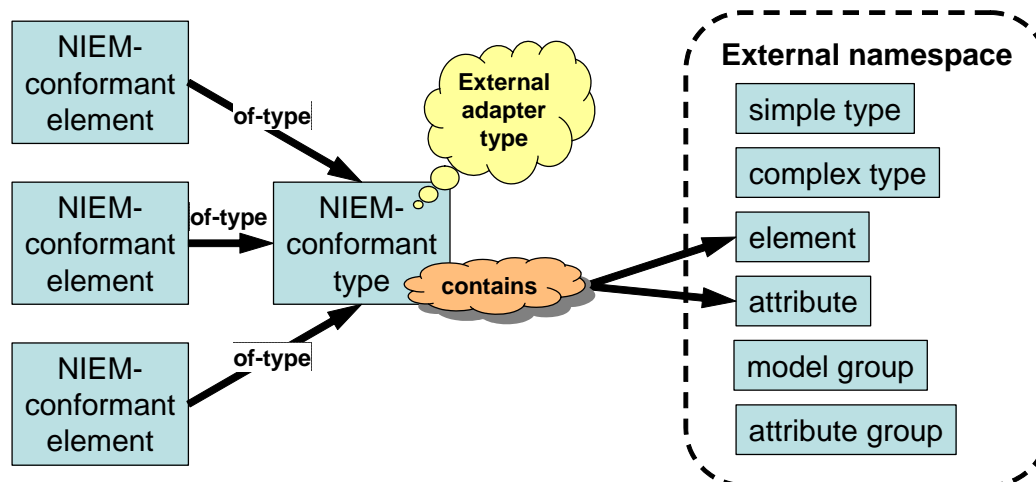 NIEM-
conformant
element
of-type
NIEM-
conformant
element
of-type
NIEM-
conformant
element
of-type
External
adapter
type
NIEM-
conformant
type
contains
External namespace
simple type
complex type
element
attribute
model group
attribute group